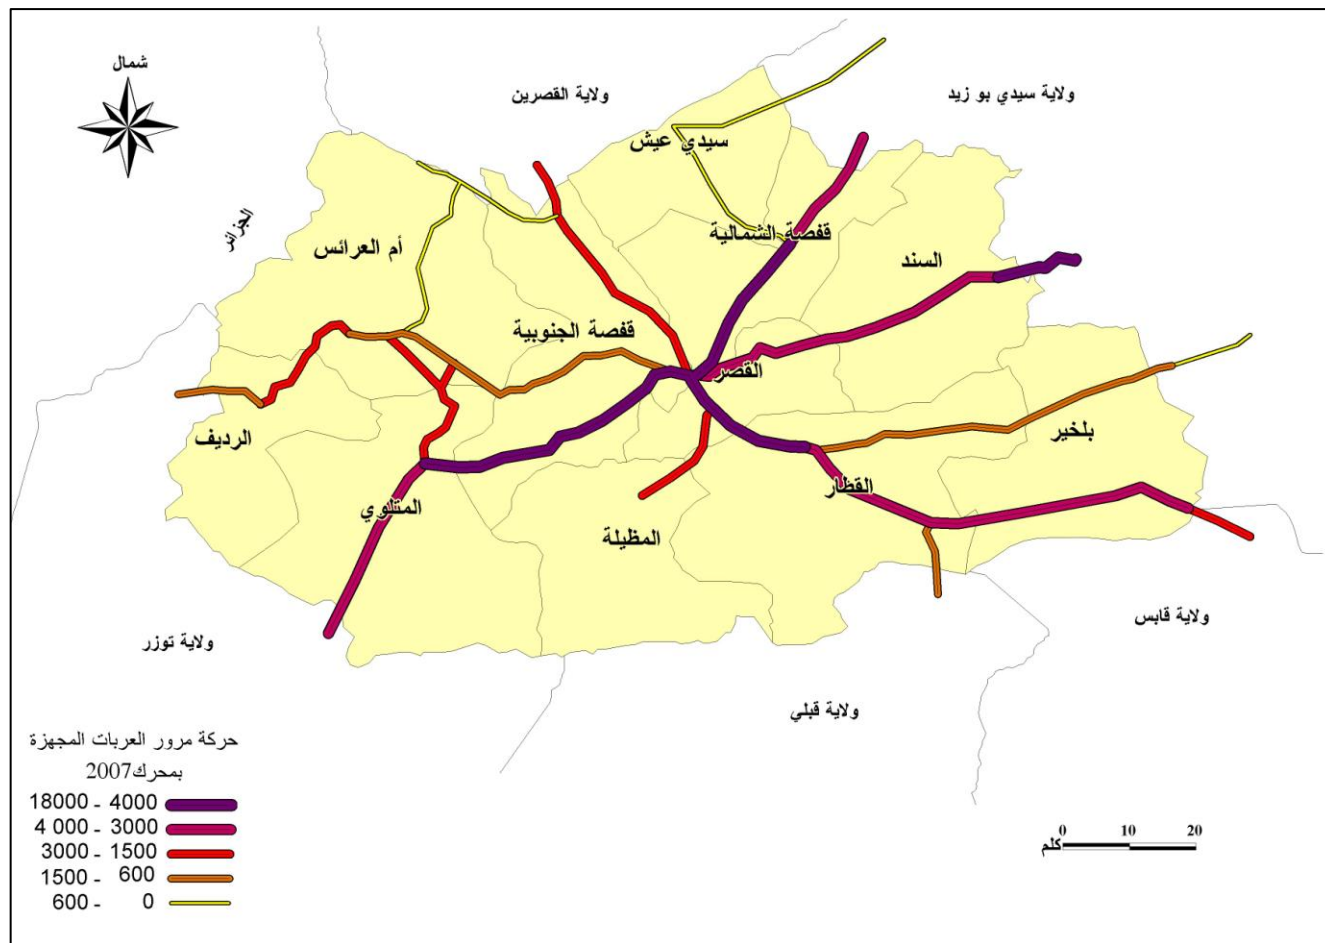 شمال
ولاية القصرين
ولاية سيدي بو زيد
سيدي عيش
الجزائر
أم العرائس
قفصة الشمالية
السند
قفصة الجنوبية
القصر
الرديف
بلخير
المتلوي
القطار
المظيلة
ولاية توزر
ولاية قابس
ولاية قبلي
حركة مرور العربات المجهزة
بمحرك2007
18000 - 4000
4 000 - 3000
3000 - 1500
1500 - 600
600 - 0
0 10 20
كلم